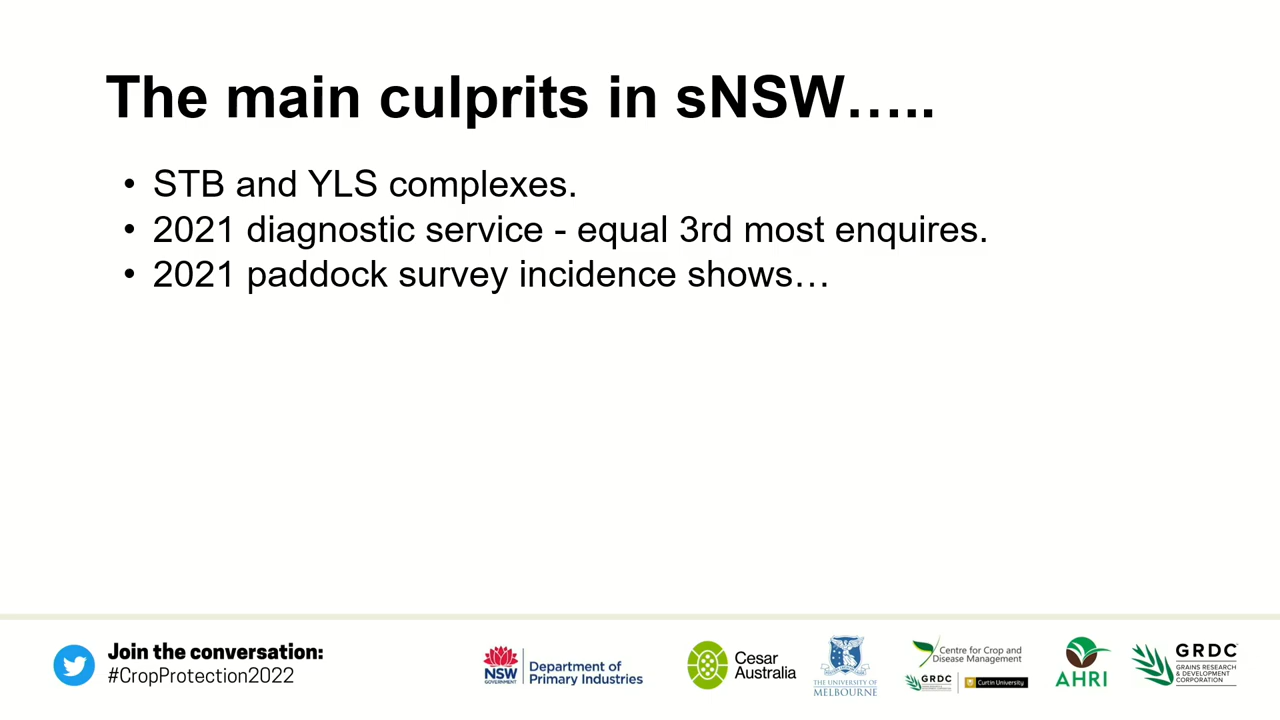 The main culprits in sNSW…..
• STB and YLS complexes.
• 2021 diagnostic service - equal 3rd most enquires.
• 2021 paddock survey incidence shows…
Join the conversation:
#CropProtection2022
NSW
GOVERNMENT
Department of
Primary Industries
Cesar
Australia
THE UNIVERSITY OF
MELBOURNE
Centre for Crop and
Disease Management
GRDC
Curtin University
AHRI
GRDC
GRAINS RESEARCH
& DEVELOPMENT
CORPORATION